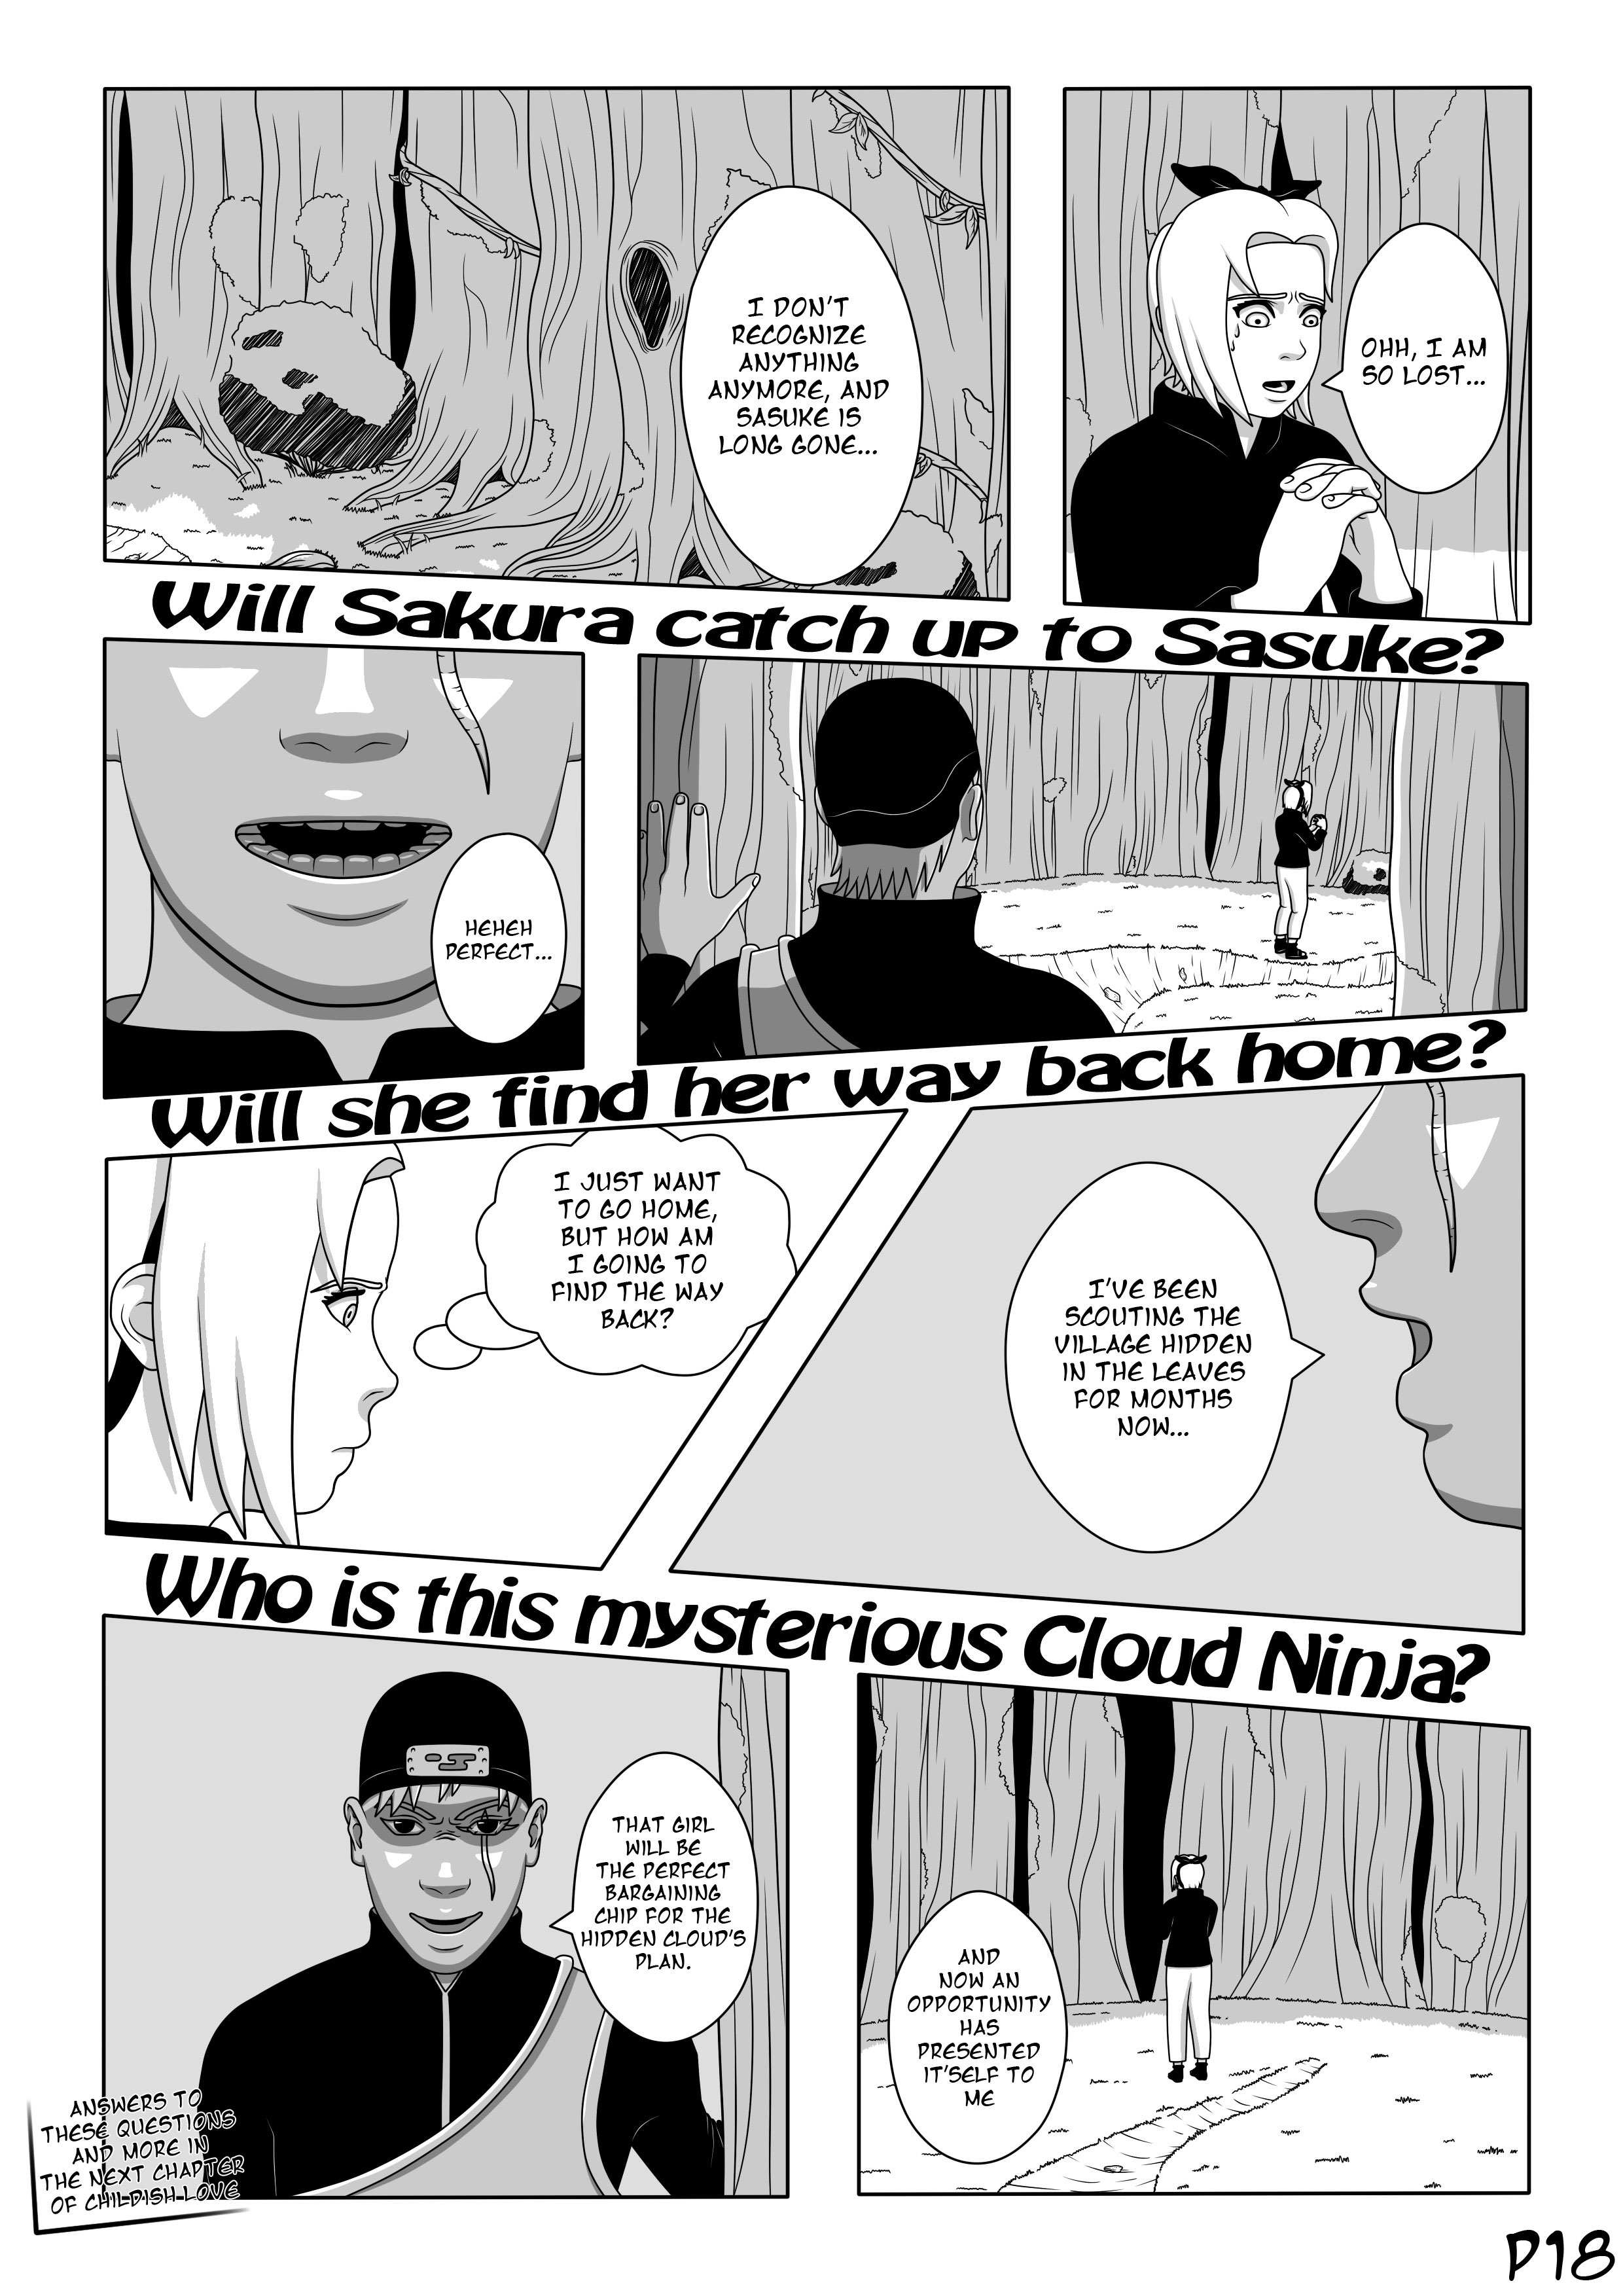 OHH, I AM
SO LOST...
I DON'T
RECOGNIZE
ANYTHING
ANYMORE, AND
SASUKE IS
LONG GONE...
Will Sakura catch up to Sasuke?
HEHEH
PERFECT...
Will she find her way back home?
I'VE BEEN
SCOUTING THE
VILLAGE HIDDEN
IN THE LEAVES
FOR MONTHS
NOW...
I JUST WANT
TO GO HOME,
BUT HOW AM
I GOING TO
FIND THE WAY
BACK?
Who is this mysterious Cloud Ninja?
AND
NOW AN
OPPORTUNITY
HAS
PRESENTED
IT'SELF TO
ME
THAT GIRL
WILL BE
THE PERFECT
BARGAINING
CHIP FOR THE
HIDDEN CLOUD'S
PLAN.
ANSWERS TO
THESE QUESTIONS
AND MORE IN
THE NEXT CHAPTER
OF CHILDISH LOVE
P18